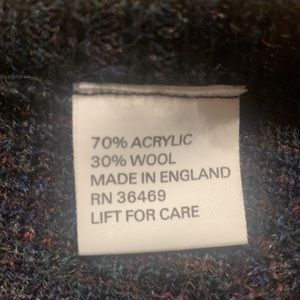 70% ACRYLIC
30% WOOL
MADE IN ENGLAND
RN 36469
LIFT FOR CARE